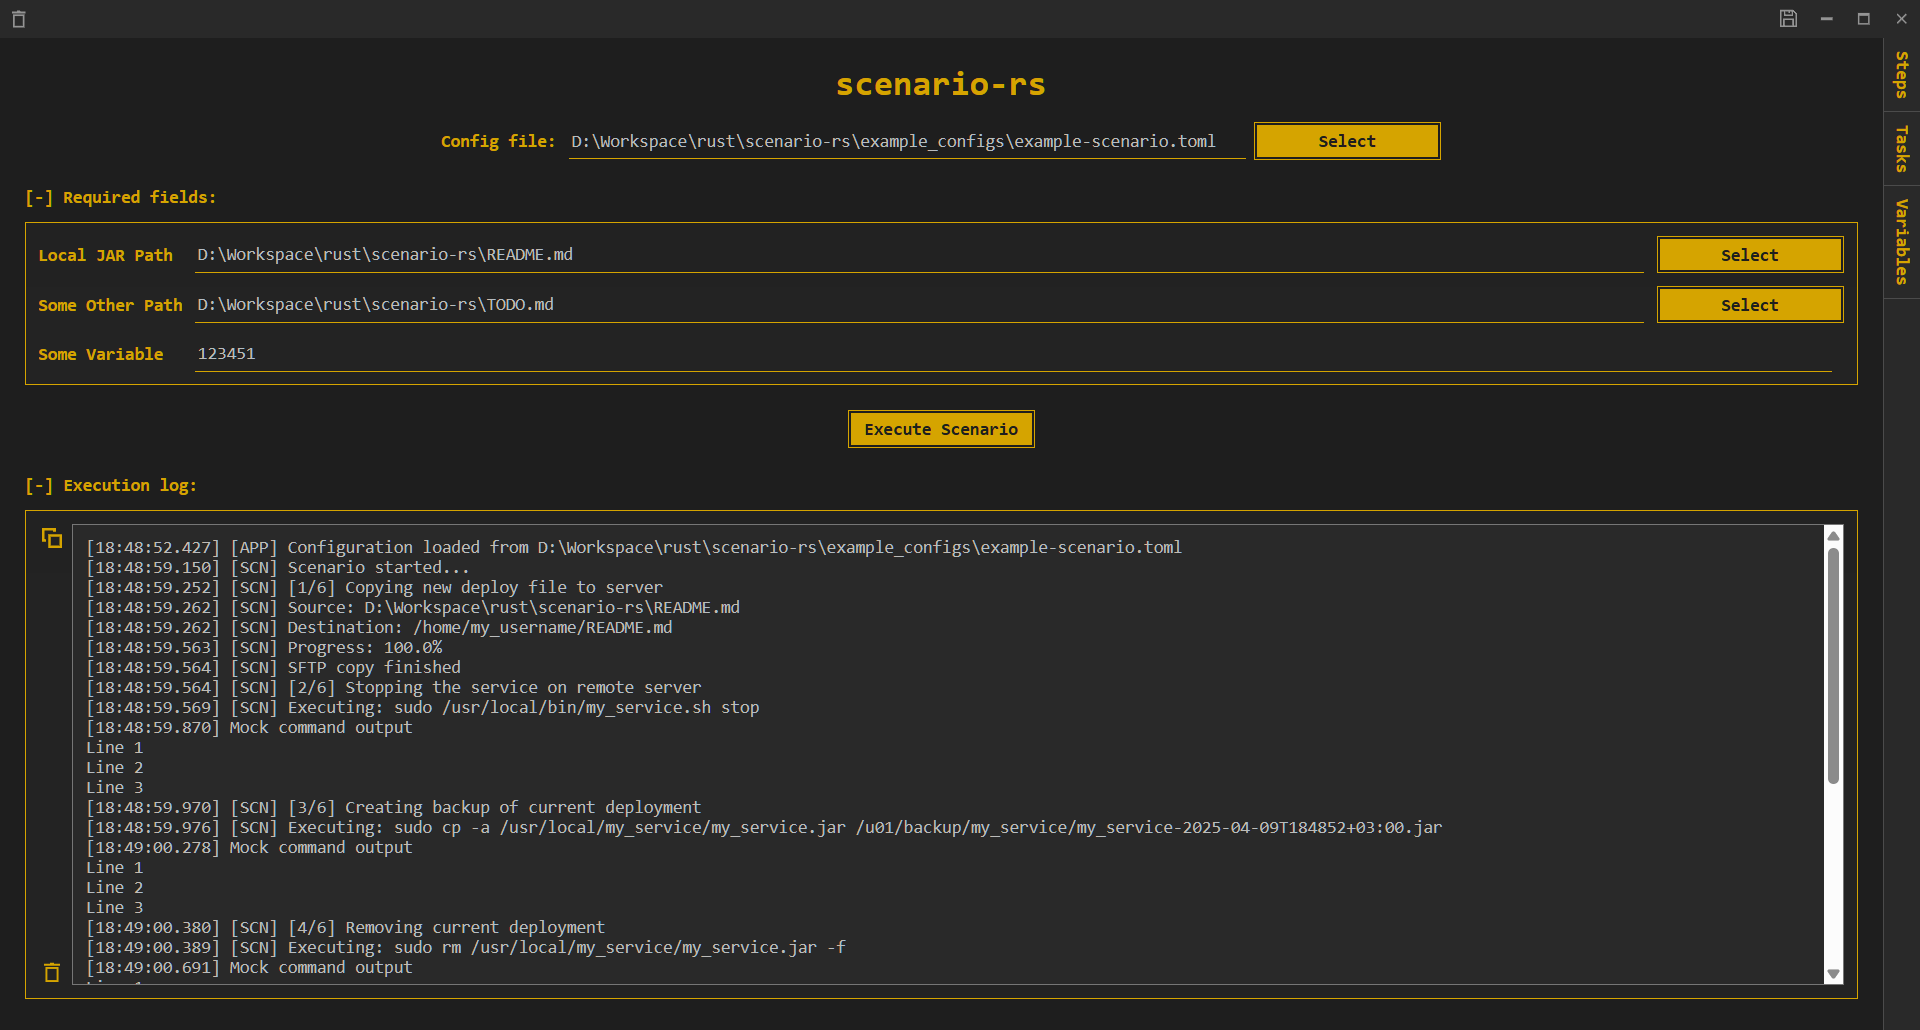 scenario-rs
Config file: D:\Workspace\rust\scenario-rs\example_configs\example-scenario.toml Select
[-] Required fields:
Local JAR Path D:\Workspace\rust\scenario-rs\README.md Select
Some Other Path D:\Workspace\rust\scenario-rs\TODO.md Select
Some Variable 123451
Execute Scenario
[-] Execution log:
[18:48:52.427] [APP] Configuration loaded from D:\Workspace\rust\scenario-rs\example_configs\example-scenario.toml
[18:48:59.150] [SCN] Scenario started...
[18:48:59.252] [SCN] [1/6] Copying new deploy file to server
[18:48:59.262] [SCN] Source: D:\Workspace\rust\scenario-rs\README.md
[18:48:59.262] [SCN] Destination: /home/my_username/README.md
[18:48:59.563] [SCN] Progress: 100.0%
[18:48:59.564] [SCN] SFTP copy finished
[18:48:59.564] [SCN] [2/6] Stopping the service on remote server
[18:48:59.569] [SCN] Executing: sudo /usr/local/bin/my_service.sh stop
[18:48:59.870] Mock command output
Line 1
Line 2
Line 3
[18:48:59.970] [SCN] [3/6] Creating backup of current deployment
[18:48:59.976] [SCN] Executing: sudo cp -a /usr/local/my_service/my_service.jar /u01/backup/my_service/my_service-2025-04-09T184852+03:00.jar
[18:49:00.278] Mock command output
Line 1
Line 2
Line 3
[18:49:00.380] [SCN] [4/6] Removing current deployment
[18:49:00.389] [SCN] Executing: sudo rm /usr/local/my_service/my_service.jar -f
[18:49:00.691] Mock command output
Steps
Tasks
Variables